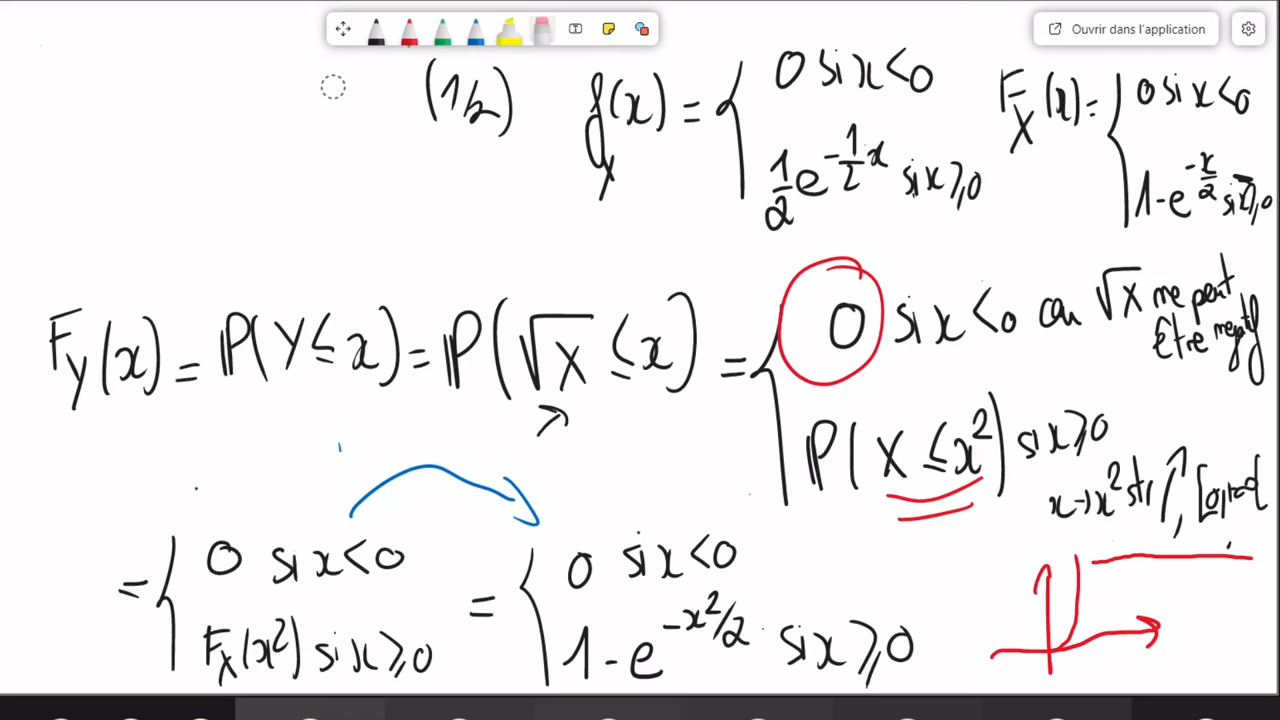 Ouvrir dans l'application
(1/2) f_X(x) = { 0 si x < 0
1/2 e^{-1/2 x} si x ⩾ 0
F_X(x) = { 0 si x < 0
1 - e^{-x/2} si x ⩾ 0
F_Y(x) = P(Y ≤ x) = P(√X ≤ x) = { 0 si x < 0 car √X ne peut être négatif
P(X ≤ x²) si x ⩾ 0
x → x² str ↗
= { 0 si x < 0
F_X(x²) si x ⩾ 0
= { 0 si x < 0
1 - e^{-x²/2} si x ⩾ 0